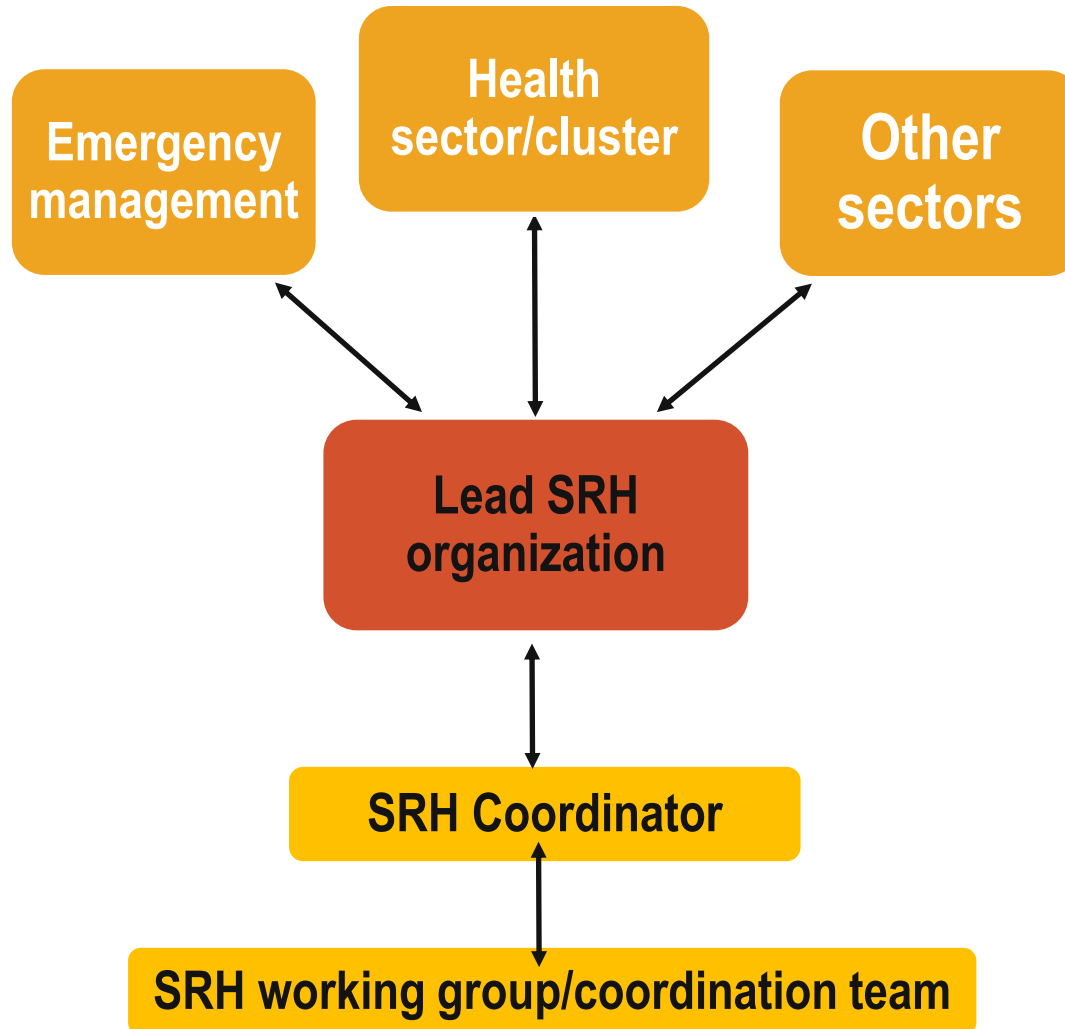 Health
sector/cluster
Emergency
management
Other
sectors
Lead SRH
organization
SRH Coordinator
SRH working group/coordination team